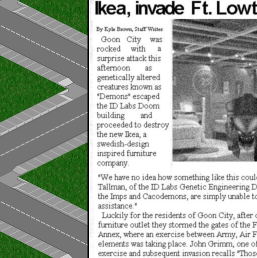 Ikea, invade Ft. Lowt
By Kyle Brown, Staff Writer
Goon City was
rocked with a
surprise attack this
afternoon as
genetically altered
creatures known as
"Demons" escaped
the ID Labs Doom
building and
proceeded to destroy
the new Ikea, a
swedish-design
inspired furniture
company.
"We have no idea how something like this coul
Tallman, of the ID Labs Genetic Engineering D
the Imps and Cacodemons, are simply unable to
assistance."
Luckily for the residents of Goon City, after d
furniture outlet they stormed the gates of the F
Annex, where an exercise between Army, Air F
elements was taking place. John Grimm, one of
exercise and subsequent invasion recalls "Those